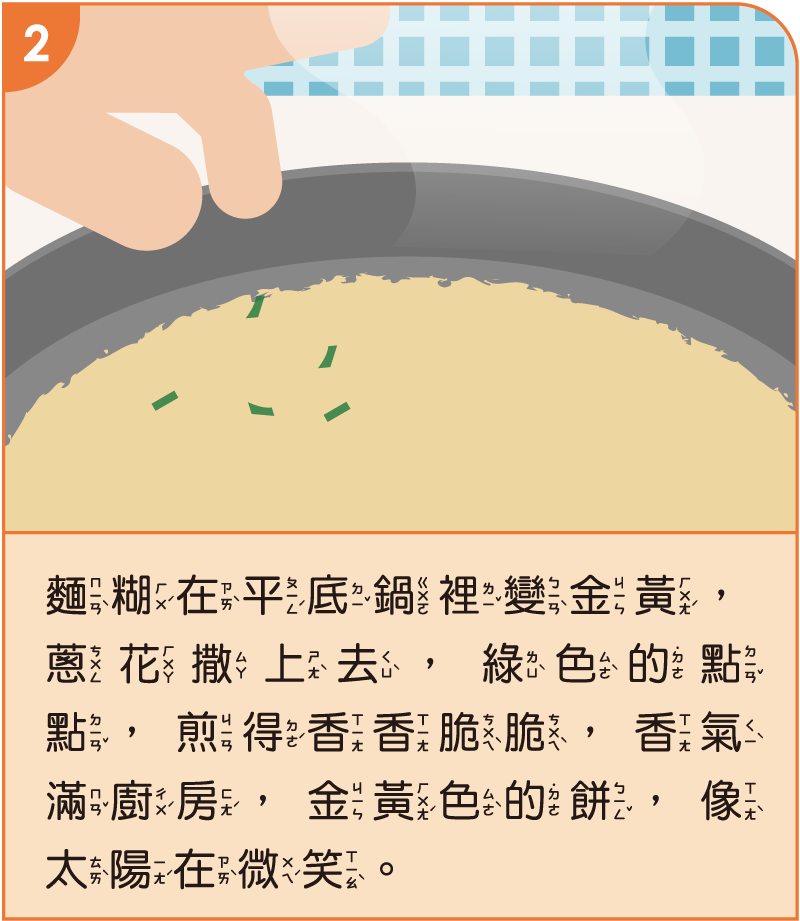 2
麵糊在平底鍋裡變金黃，
蔥花撒上去，綠色的點
點，煎得香香脆脆，香氣
滿廚房，金黃色的餅，像
太陽在微笑。